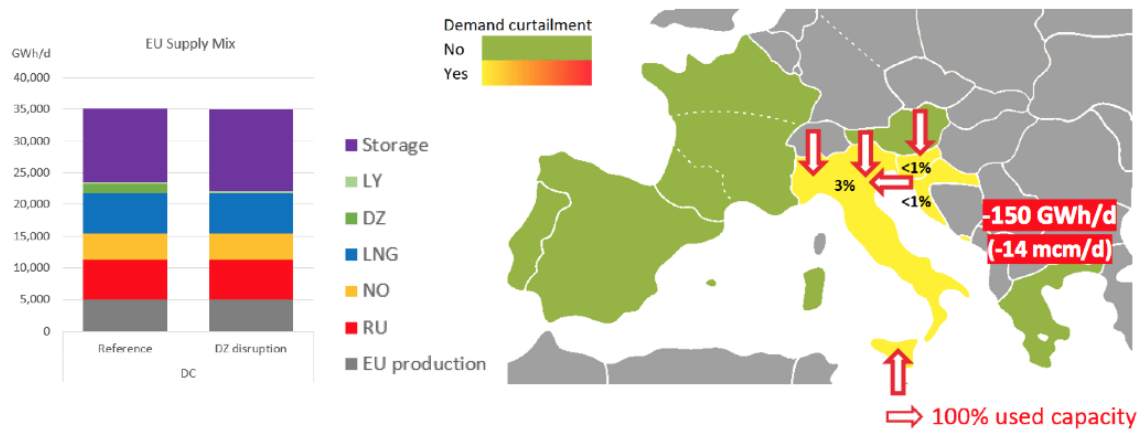 EU Supply Mix
GWh/d
40,000
35,000
30,000
25,000
20,000
15,000
10,000
5,000
0
Reference
DZ disruption
DC
Storage
LY
DZ
LNG
NO
RU
EU production
Demand curtailment
No
Yes
<1%
3%
<1%
-150 GWh/d
(-14 mcm/d)
100% used capacity